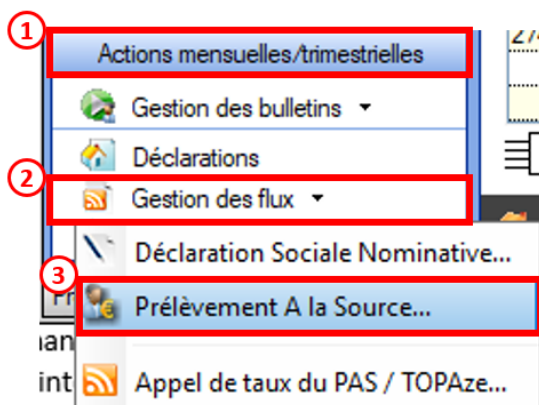 1
274
Actions mensuelles/trimestrielles
Gestion des bulletins
Déclarations
2
Gestion des flux
Déclaration Sociale Nominative...
3
Prélèvement A la Source...
Appel de taux du PAS / TOPAze...